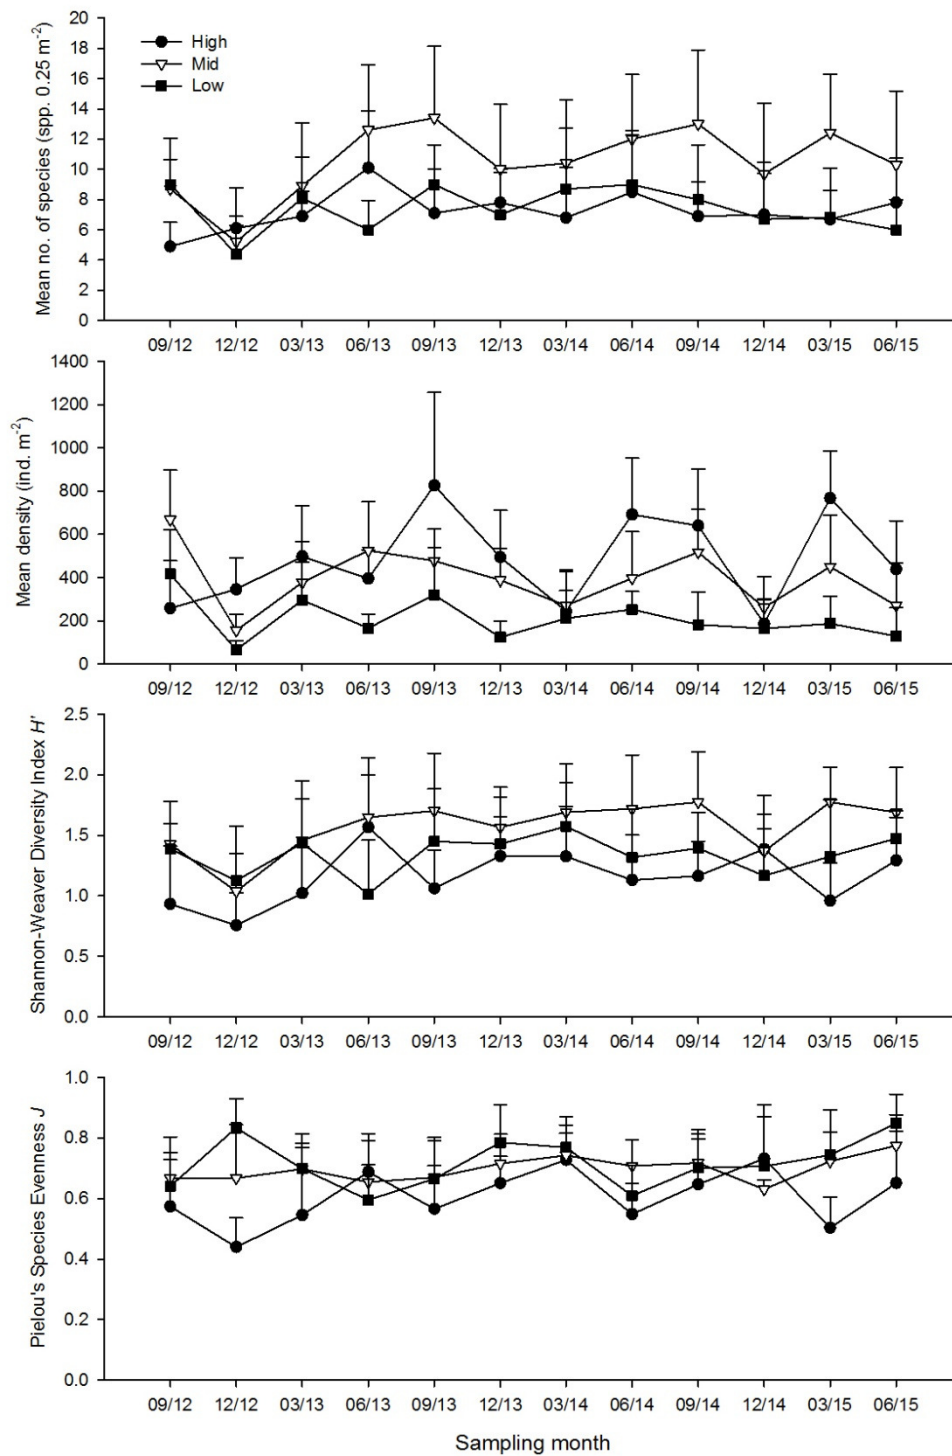 Mean no. of species (spp. 0.25 m⁻²)
20
18
16
14
12
10
8
6
4
2
0
High
Mid
Low
09/12 12/12 03/13 06/13 09/13 12/13 03/14 06/14 09/14 12/14 03/15 06/15
Mean density (ind. m⁻²)
1400
1200
1000
800
600
400
200
0
09/12 12/12 03/13 06/13 09/13 12/13 03/14 06/14 09/14 12/14 03/15 06/15
Shannon-Weaver Diversity Index H'
2.5
2.0
1.5
1.0
0.5
0.0
09/12 12/12 03/13 06/13 09/13 12/13 03/14 06/14 09/14 12/14 03/15 06/15
Pielou's Species Evenness J
1.0
0.8
0.6
0.4
0.2
0.0
09/12 12/12 03/13 06/13 09/13 12/13 03/14 06/14 09/14 12/14 03/15 06/15
Sampling month